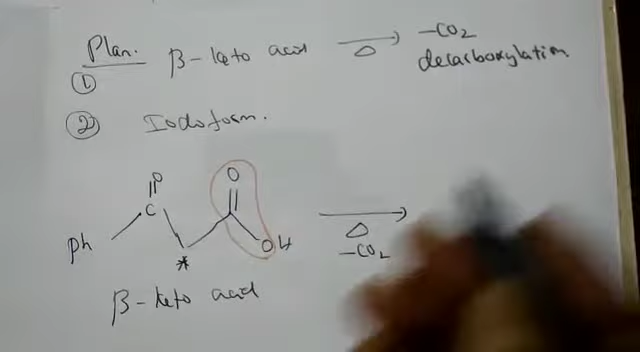 Plan.
① β-keto acid → Δ -CO2
decarboxylation
② Iodoform.
O
O
C
Ph
*
OH
Δ
-CO2
β-keto acid